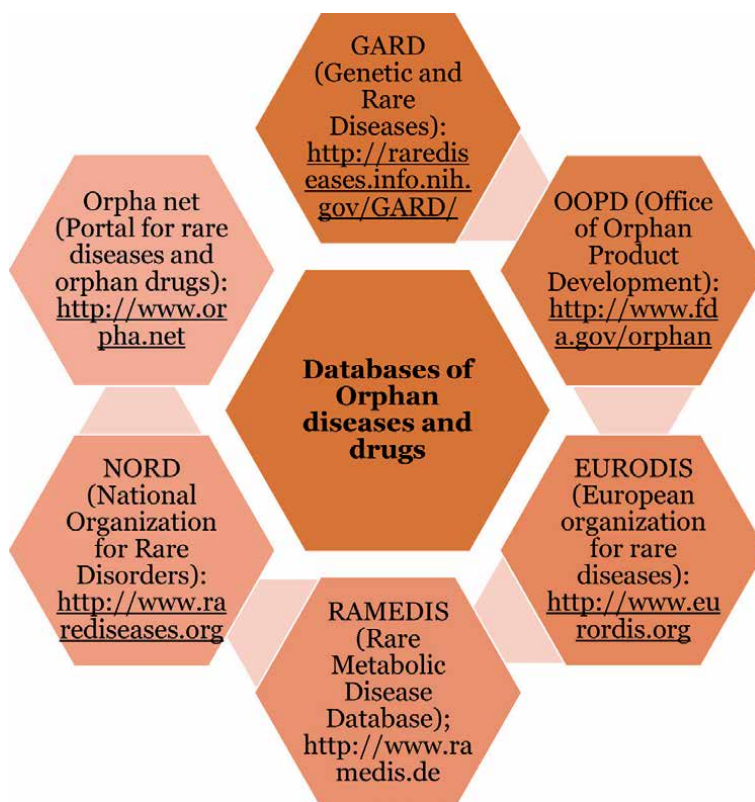 GARD
(Genetic and
Rare
Diseases):
http://raredis
eases.info.nih.
gov/GARD/
OOPD (Office of
Orphan
Product
Development):
http://www.fd
a.gov/orphan
EURODIS
(European
organization
for rare
diseases):
http://www.eu
rordis.org
RAMEDIS
(Rare
Metabolic
Disease
Database);
http://www.ra
medis.de
NORD
(National
Organization
for Rare
Disorders):
http://www.ra
rediseases.org
Orpha net
(Portal for rare
diseases and
orphan drugs):
http://www.or
pha.net
Databases of
Orphan
diseases and
drugs